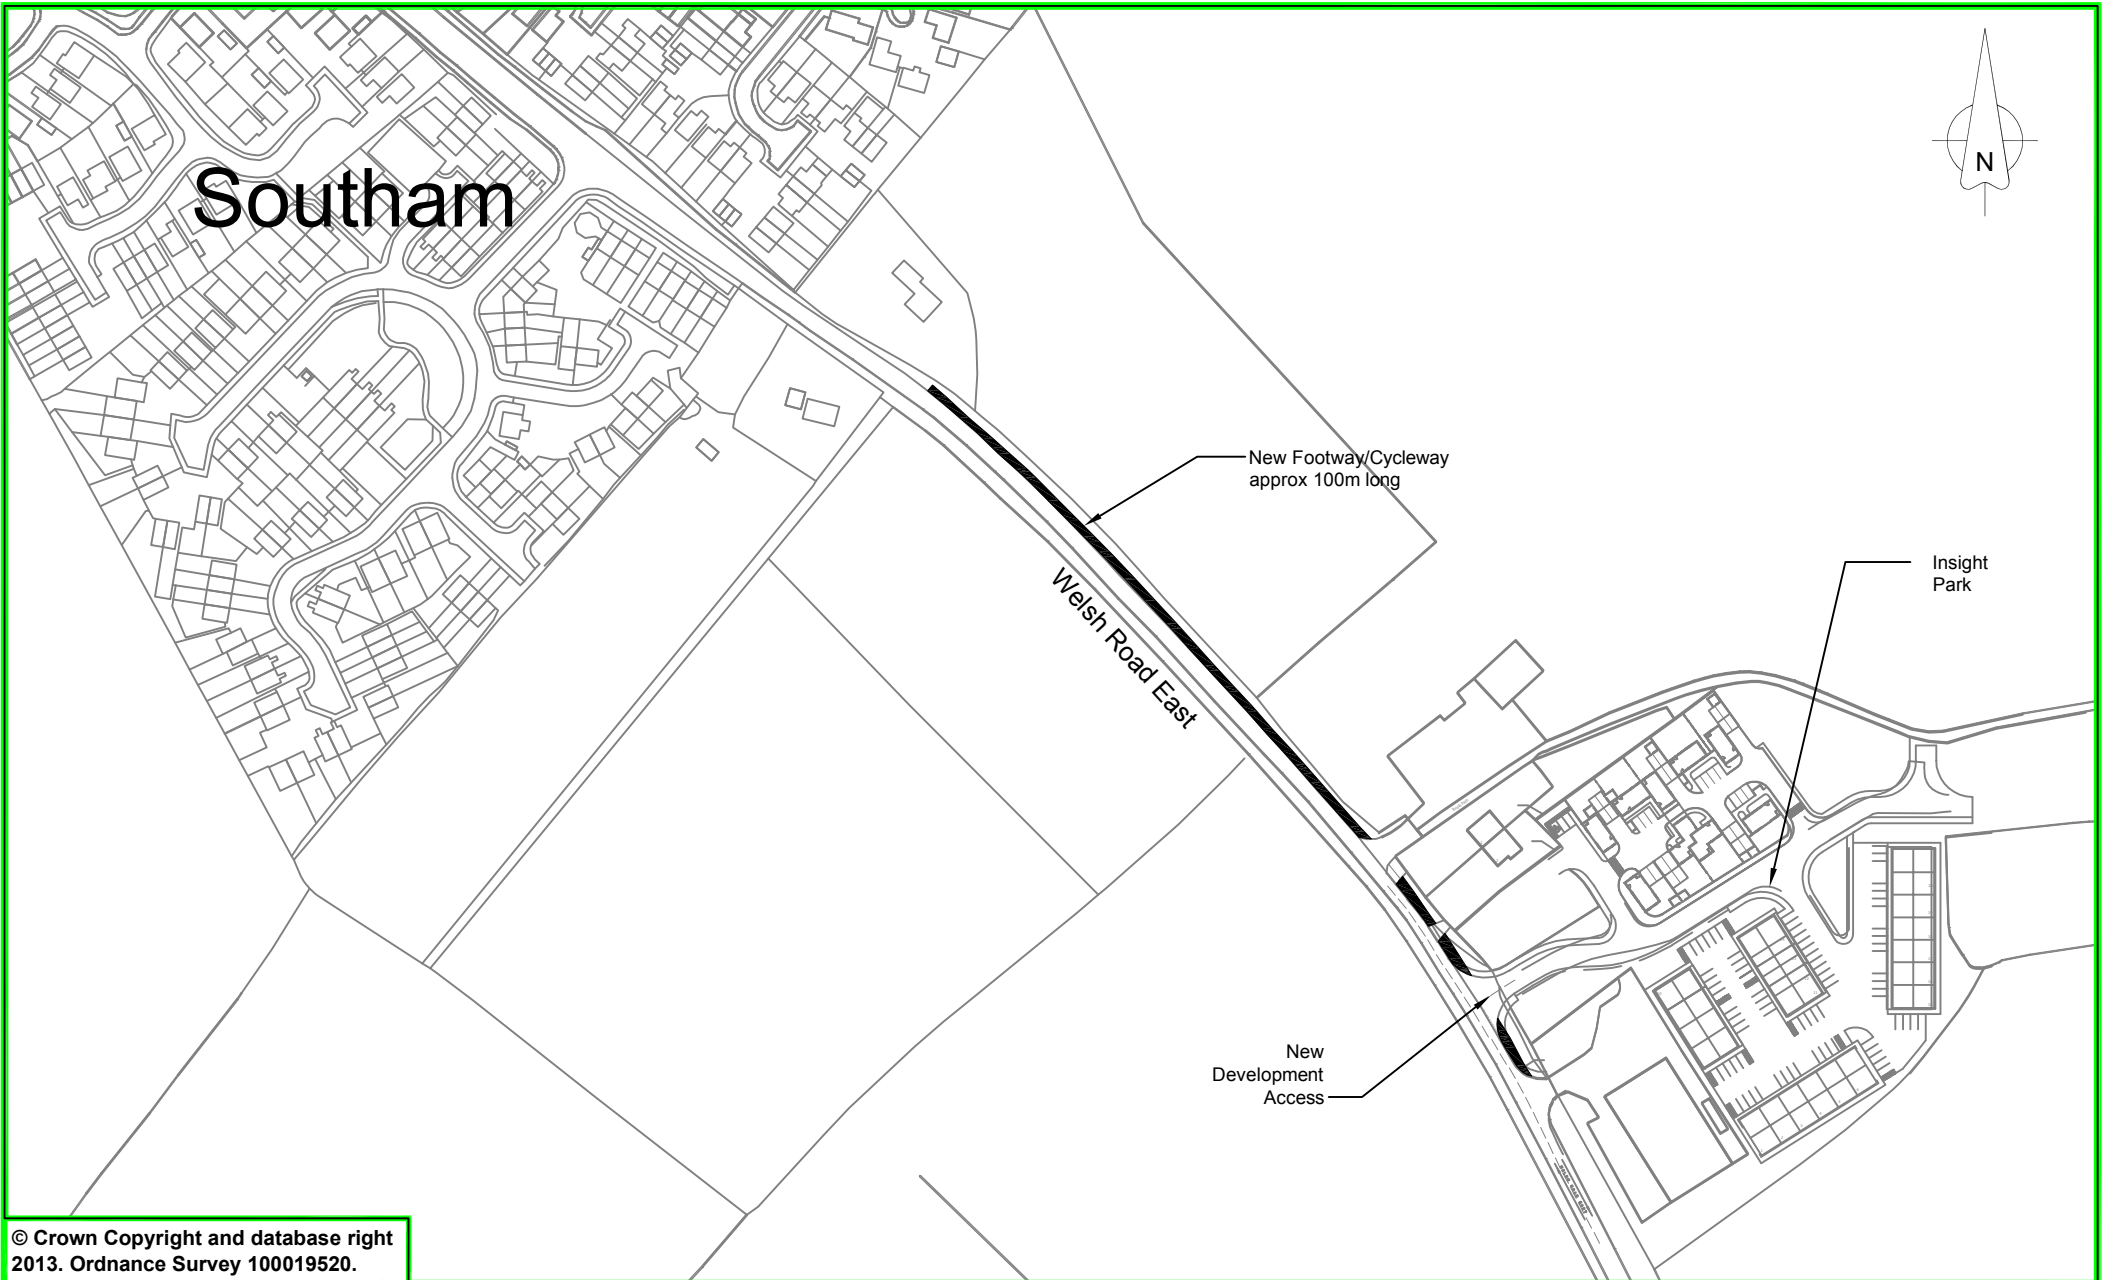 Southam
N
New Footway/Cycleway
approx 100m long
Welsh Road East
Insight
Park
New
Development
Access
© Crown Copyright and database right
2013. Ordnance Survey 100019520.